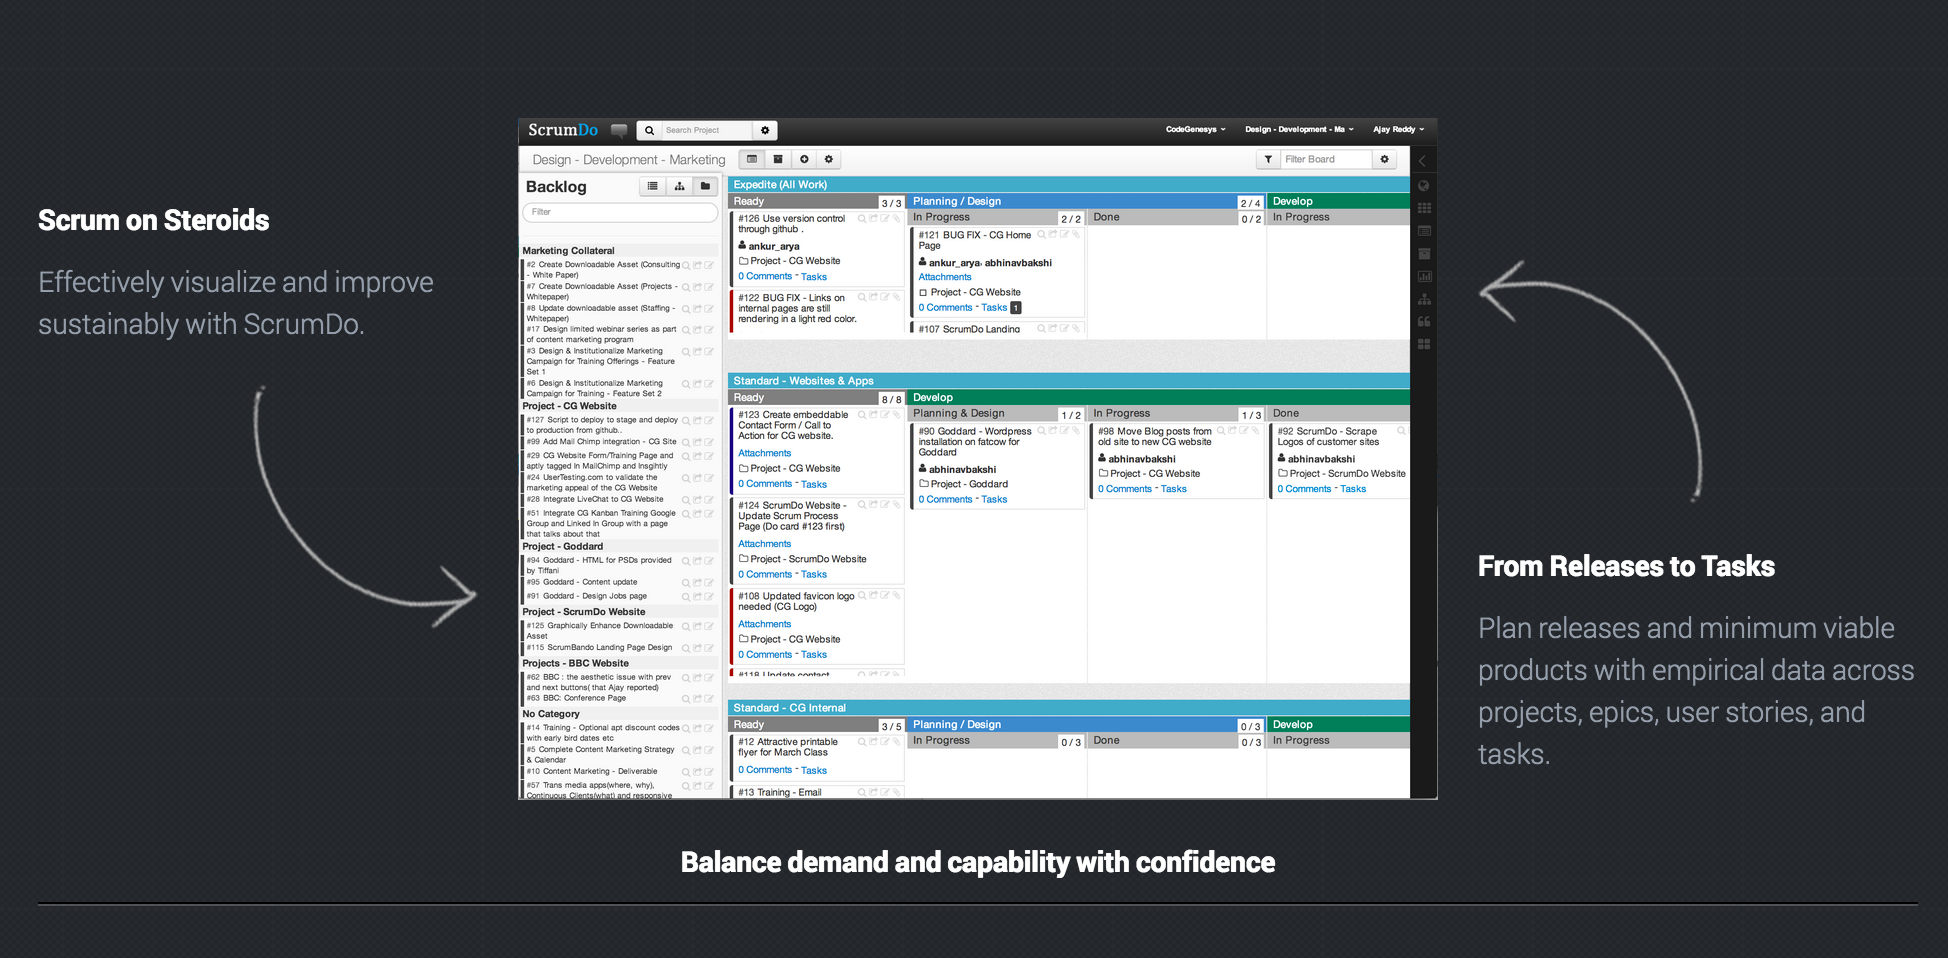 Scrum on Steroids
Effectively visualize and improve
sustainably with ScrumDo.
ScrumDo
Search Project
CodeGenesys
Design - Development - Ma
Ajay Reddy
Design - Development - Marketing
Filter Board
Backlog
Filter
Marketing Collateral
#2 Create Downloadable Asset (Consulting
- White Paper)
#7 Create Downloadable Asset (Projects -
Whitepaper)
#8 Update downloadable asset (Staffing -
Whitepaper)
#17 Design limited webinar series as part
of content marketing program
#3 Design & Institutionalize Marketing
Campaign for Training Offerings - Feature
Set 1
#6 Design & Institutionalize Marketing
Campaign for Training - Feature Set 2
Project - CG Website
#127 Script to deploy to stage and deploy
to production from github..
#99 Add Mail Chimp integration - CG Site
#29 CG Website Form/Training Page and
aptly tagged in MailChimp and Insightly
#24 UserTesting.com to validate the
marketing appeal of the CG Website
#28 Integrate LiveChat to CG Website
#51 Integrate CG Kanban Training Google
Group and Linked In Group with a page
that talks about that
Project - Goddard
#94 Goddard - HTML for PSDs provided
by Tiffani
#95 Goddard - Content update
#91 Goddard - Design Jobs page
Project - ScrumDo Website
#125 Graphically Enhance Downloadable
Asset
#115 ScrumBando Landing Page Design
Projects - BBC Website
#62 BBC : the aesthetic issue with prev
and next buttons( that Ajay reported)
#63 BBC: Conference Page
No Category
#14 Training - Optional apt discount codes
with early bird dates etc
#5 Complete Content Marketing Strategy
& Calendar
#10 Content Marketing - Deliverable
#57 Trans media apps(where, why),
Continuous Clients(what) and responsive
Expedite (All Work)
Ready 3 / 3
#126 Use version control
through github .
ankur_arya
Project - CG Website
0 Comments - Tasks
#122 BUG FIX - Links on
internal pages are still
rendering in a light red color.
Planning / Design 2 / 4
In Progress 2 / 2
#121 BUG FIX - CG Home
Page
ankur_arya, abhinavbakshi
Attachments
Project - CG Website
0 Comments - Tasks 1
#107 ScrumDo Landing
Done 0 / 2
Develop
In Progress
Standard - Websites & Apps
Ready 8 / 8
#123 Create embeddable
Contact Form / Call to
Action for CG website.
Attachments
Project - CG Website
0 Comments - Tasks
#124 ScrumDo Website -
Update Scrum Process
Page (Do card #123 first)
Attachments
Project - ScrumDo Website
0 Comments - Tasks
#108 Updated favicon logo
needed (CG Logo)
Attachments
Project - CG Website
0 Comments - Tasks
#118 Update contact
Develop
Planning & Design 1 / 2
#90 Goddard - Wordpress
installation on fatcow for
Goddard
abhinavbakshi
Project - Goddard
0 Comments - Tasks
In Progress 1 / 3
#98 Move Blog posts from
old site to new CG website
abhinavbakshi
Project - CG Website
0 Comments - Tasks
Done
#92 ScrumDo - Scrape
Logos of customer sites
abhinavbakshi
Project - ScrumDo Website
0 Comments - Tasks
Standard - CG Internal
Ready 3 / 5
#12 Attractive printable
flyer for March Class
0 Comments - Tasks
#13 Training - Email
Planning / Design 0 / 3
In Progress 0 / 3
Done 0 / 3
Develop
In Progress
From Releases to Tasks
Plan releases and minimum viable
products with empirical data across
projects, epics, user stories, and
tasks.
Balance demand and capability with confidence